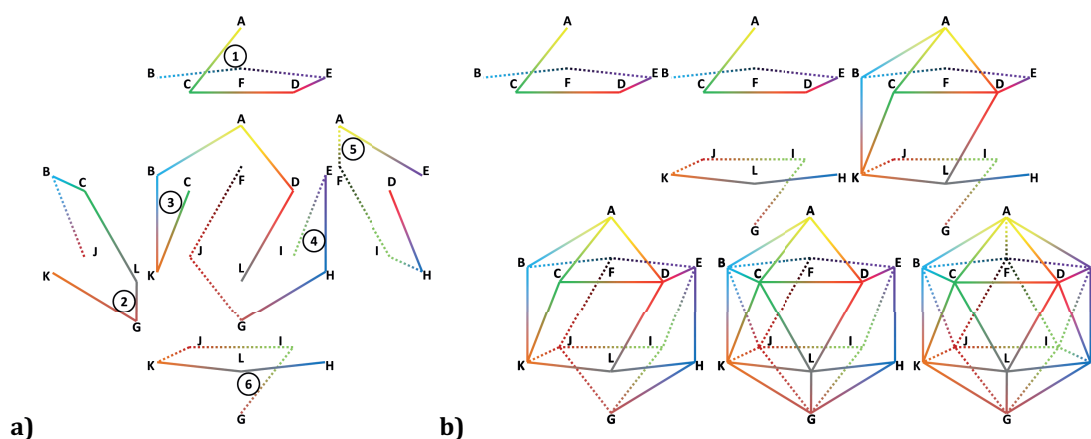 A
1
B F E
C D
A A
5
B C B C F D E F D E
3
4
J K J L I I
K L H H
2
G G
K J L I H
6
G
a)
A A A
B C F D E B C F D E B C F D E
J I J I
K L H K L H
G G
A A A
B C F D E B C F D E B C F D E
K J L I H K J L I H K J L I H
G G G
b)